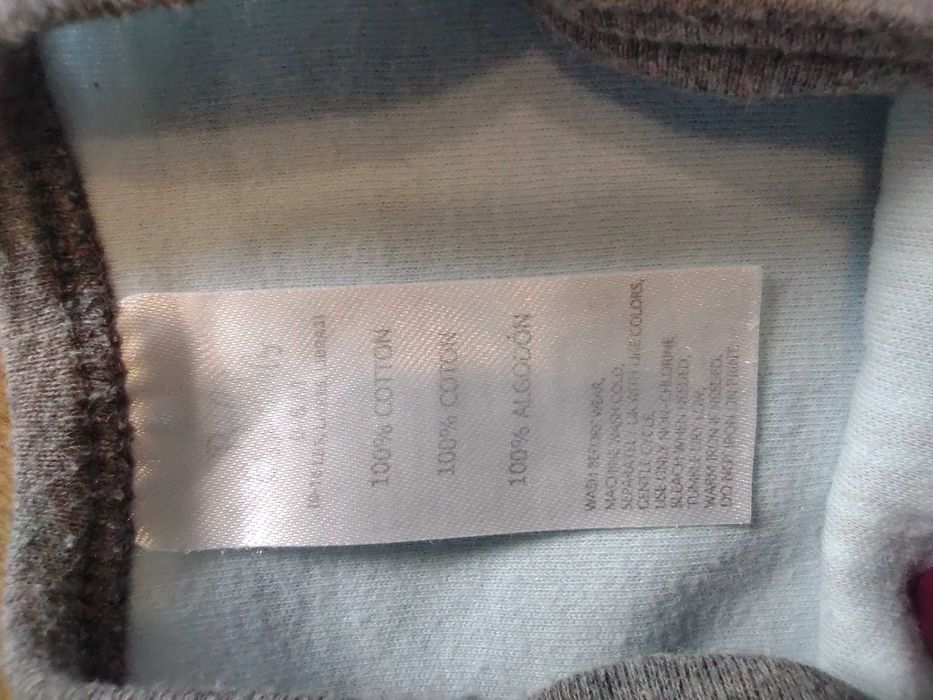 100% COTTON
100% COTON
100% ALGODÓN
WASH BEFORE WEAR,
MACHINE WASH COLD,
SEPARATELY OR WITH LIKE COLORS,
GENTLE CYCLE,
USE ONLY NON-CHLORINE
BLEACH WHEN NEEDED,
TUMBLE DRY LOW,
WARM IRON IF NEEDED,
DO NOT IRON ON PRINT.